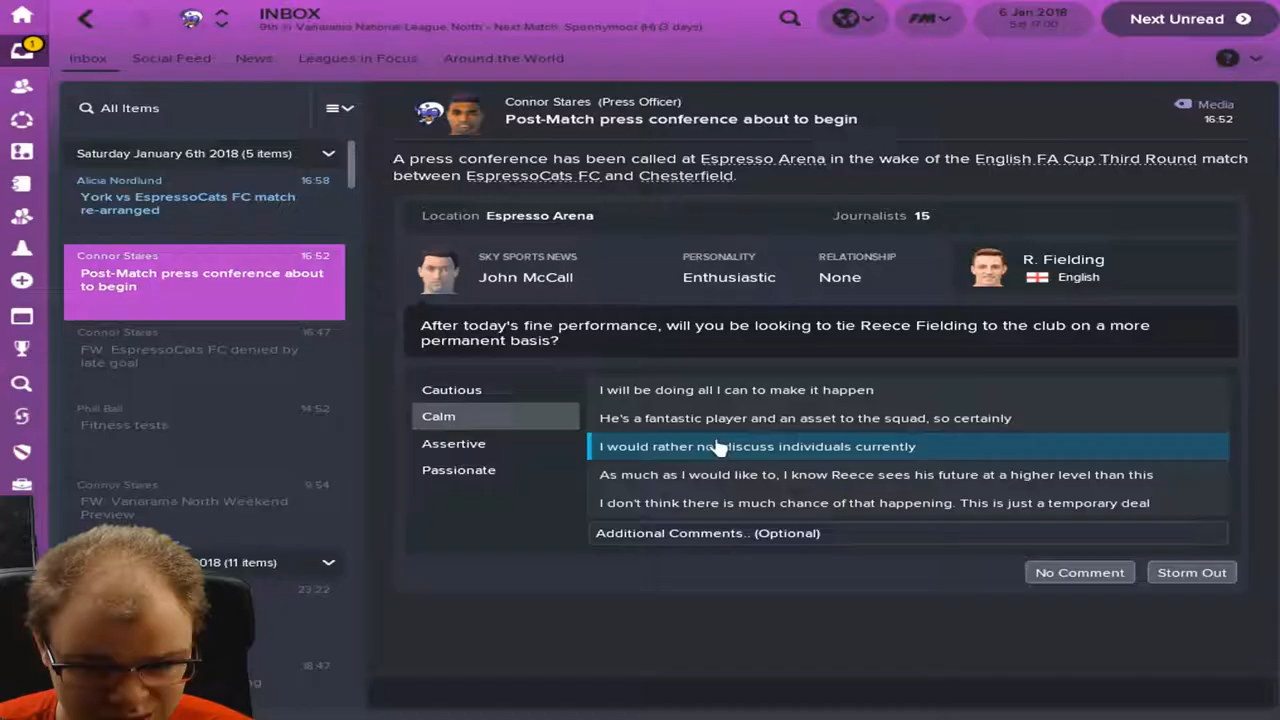 INBOX
9th in Vanarama National League North - Next Match: Spennymoor (H) (3 days)
FM
6 Jan 2018
Sat 17:00
Next Unread
1
Inbox
Social Feed
News
Leagues in Focus
Around the World
?
All Items
Saturday January 6th 2018 (5 items)
Alicia Nordlund
16:58
York vs EspressoCats FC match
re-arranged
Connor Stares
16:52
Post-Match press conference about
to begin
Connor Stares
16:47
FW: EspressoCats FC denied by
late goal
Phill Ball
14:52
Fitness tests
Connor Stares
9:54
FW: Vanarama North Weekend
Preview
2018 (11 items)
23:22
18:47
Connor Stares (Press Officer)
Post-Match press conference about to begin
Media
16:52
A press conference has been called at Espresso Arena in the wake of the English FA Cup Third Round match
between EspressoCats FC and Chesterfield.
Location Espresso Arena
Journalists 15
SKY SPORTS NEWS
John McCall
PERSONALITY
Enthusiastic
RELATIONSHIP
None
R. Fielding
English
After today's fine performance, will you be looking to tie Reece Fielding to the club on a more
permanent basis?
Cautious
Calm
Assertive
Passionate
I will be doing all I can to make it happen
He's a fantastic player and an asset to the squad, so certainly
I would rather not discuss individuals currently
As much as I would like to, I know Reece sees his future at a higher level than this
I don't think there is much chance of that happening. This is just a temporary deal
Additional Comments.. (Optional)
No Comment
Storm Out